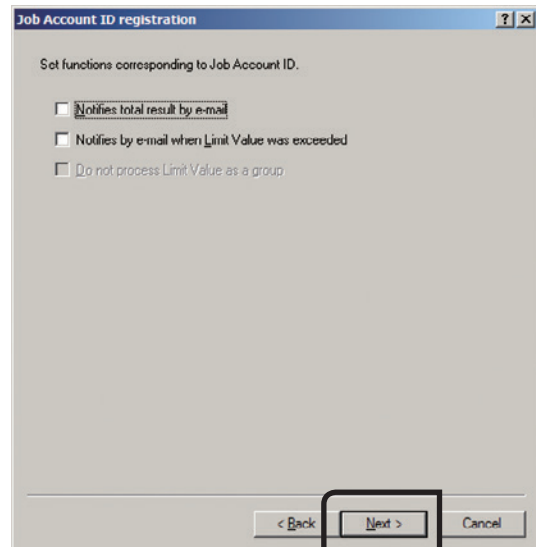 Job Account ID registration
Set functions corresponding to Job Account ID.
Notifies total result by e-mail
Notifies by e-mail when Limit Value was exceeded
Do not process Limit Value as a group
< Back Next > Cancel